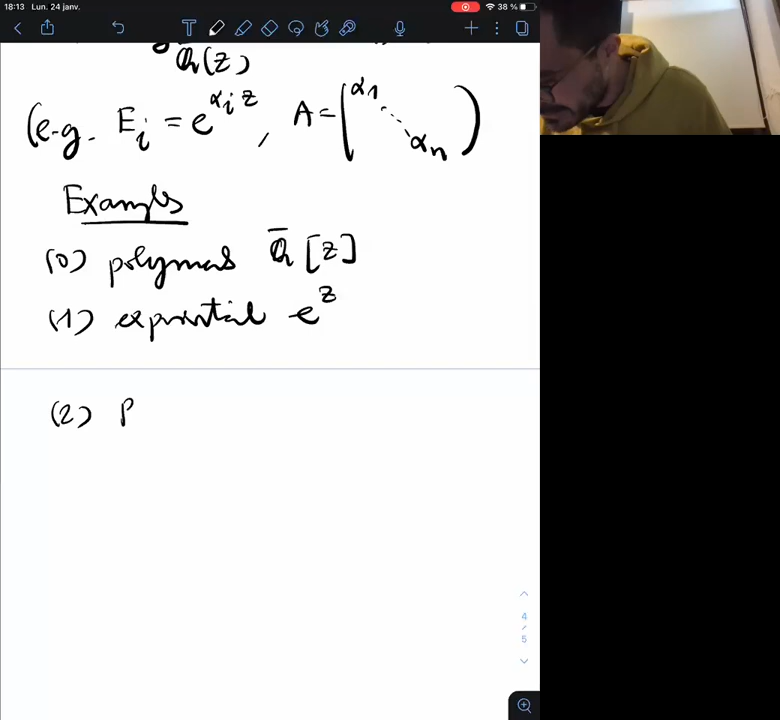 18:13 Lun. 24 janv. 38 %
Q̄(z)
(e.g. E_i = e^{α_i z}, A = (α_1 ⋱ α_n)
Examples
(0) polynomials Q̄[z]
(1) exponential e^z
(2) P
4
/
5